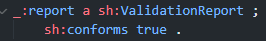 _:report a sh:ValidationReport ;
sh:conforms true .